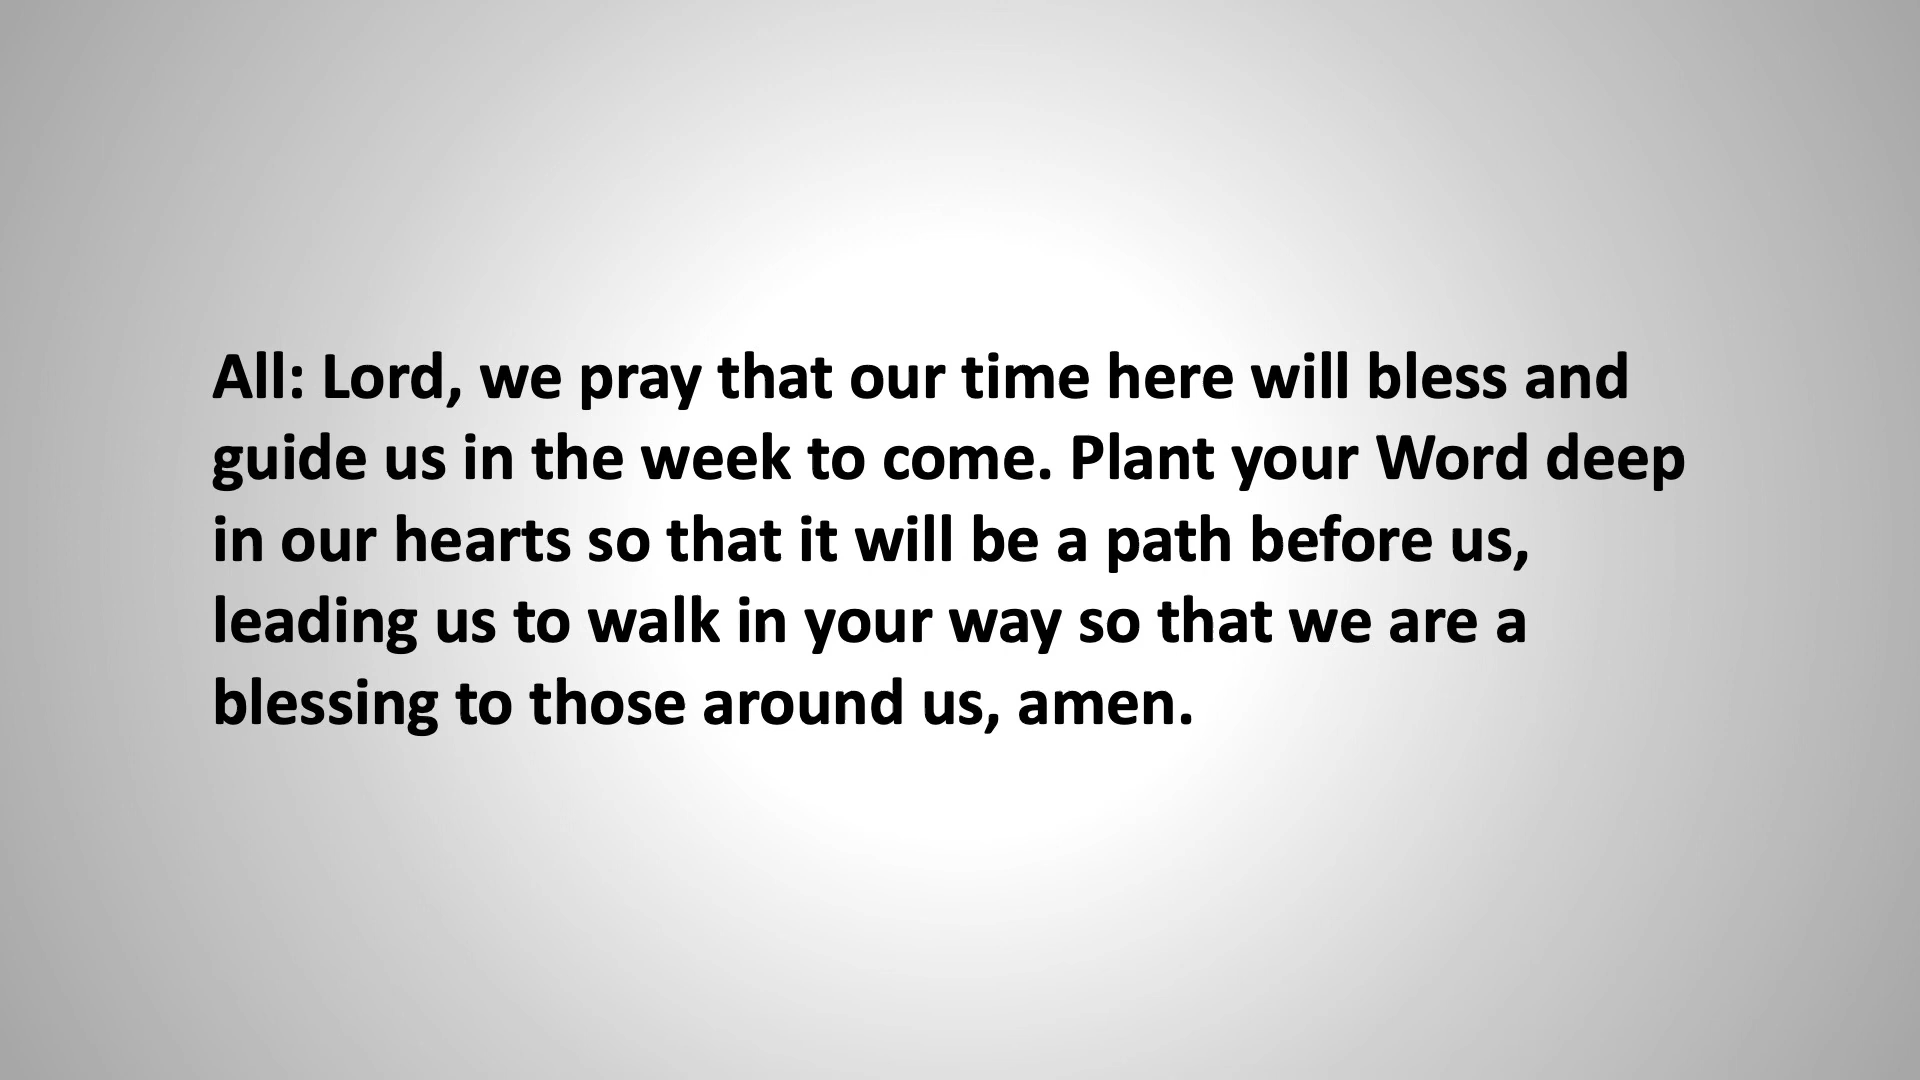 All: Lord, we pray that our time here will bless and
guide us in the week to come. Plant your Word deep
in our hearts so that it will be a path before us,
leading us to walk in your way so that we are a
blessing to those around us, amen.